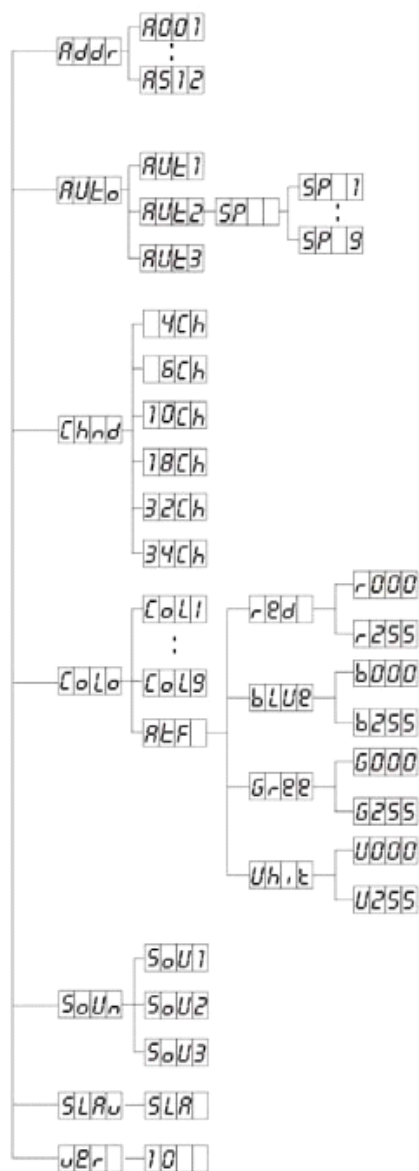 Addr
A001
A512
AUto
AUt1
AUt2
SP
SP 1
SP 9
AUt3
Chnd
4Ch
6Ch
10Ch
18Ch
32Ch
34Ch
CoLo
CoL1
CoL9
AtF
red
r000
r255
bLUe
b000
b255
Gree
G000
G255
Uhit
U000
U255
SoUn
SoU1
SoU2
SoU3
SLAv
SLA
ver
10